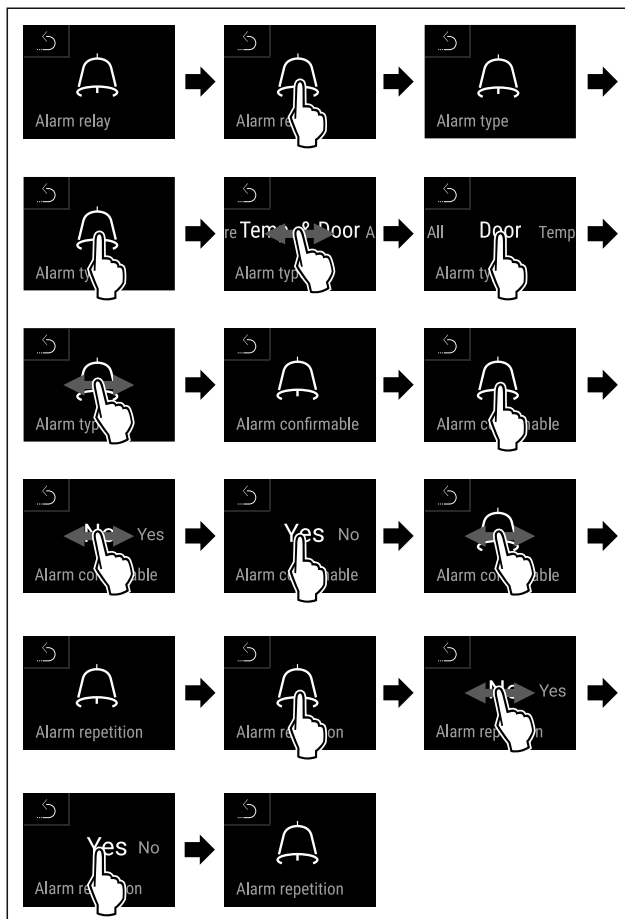 Alarm relay
Alarm re
Alarm type
Alarm ty
re Temp & Door A
Alarm typ
All Door Temp
Alarm ty
Alarm typ
Alarm confirmable
Alarm c able
No Yes
Alarm co able
Yes No
Alarm c able
Alarm co able
Alarm repetition
Alarm re on
No Yes
Alarm rep n
Yes No
Alarm re on
Alarm repetition